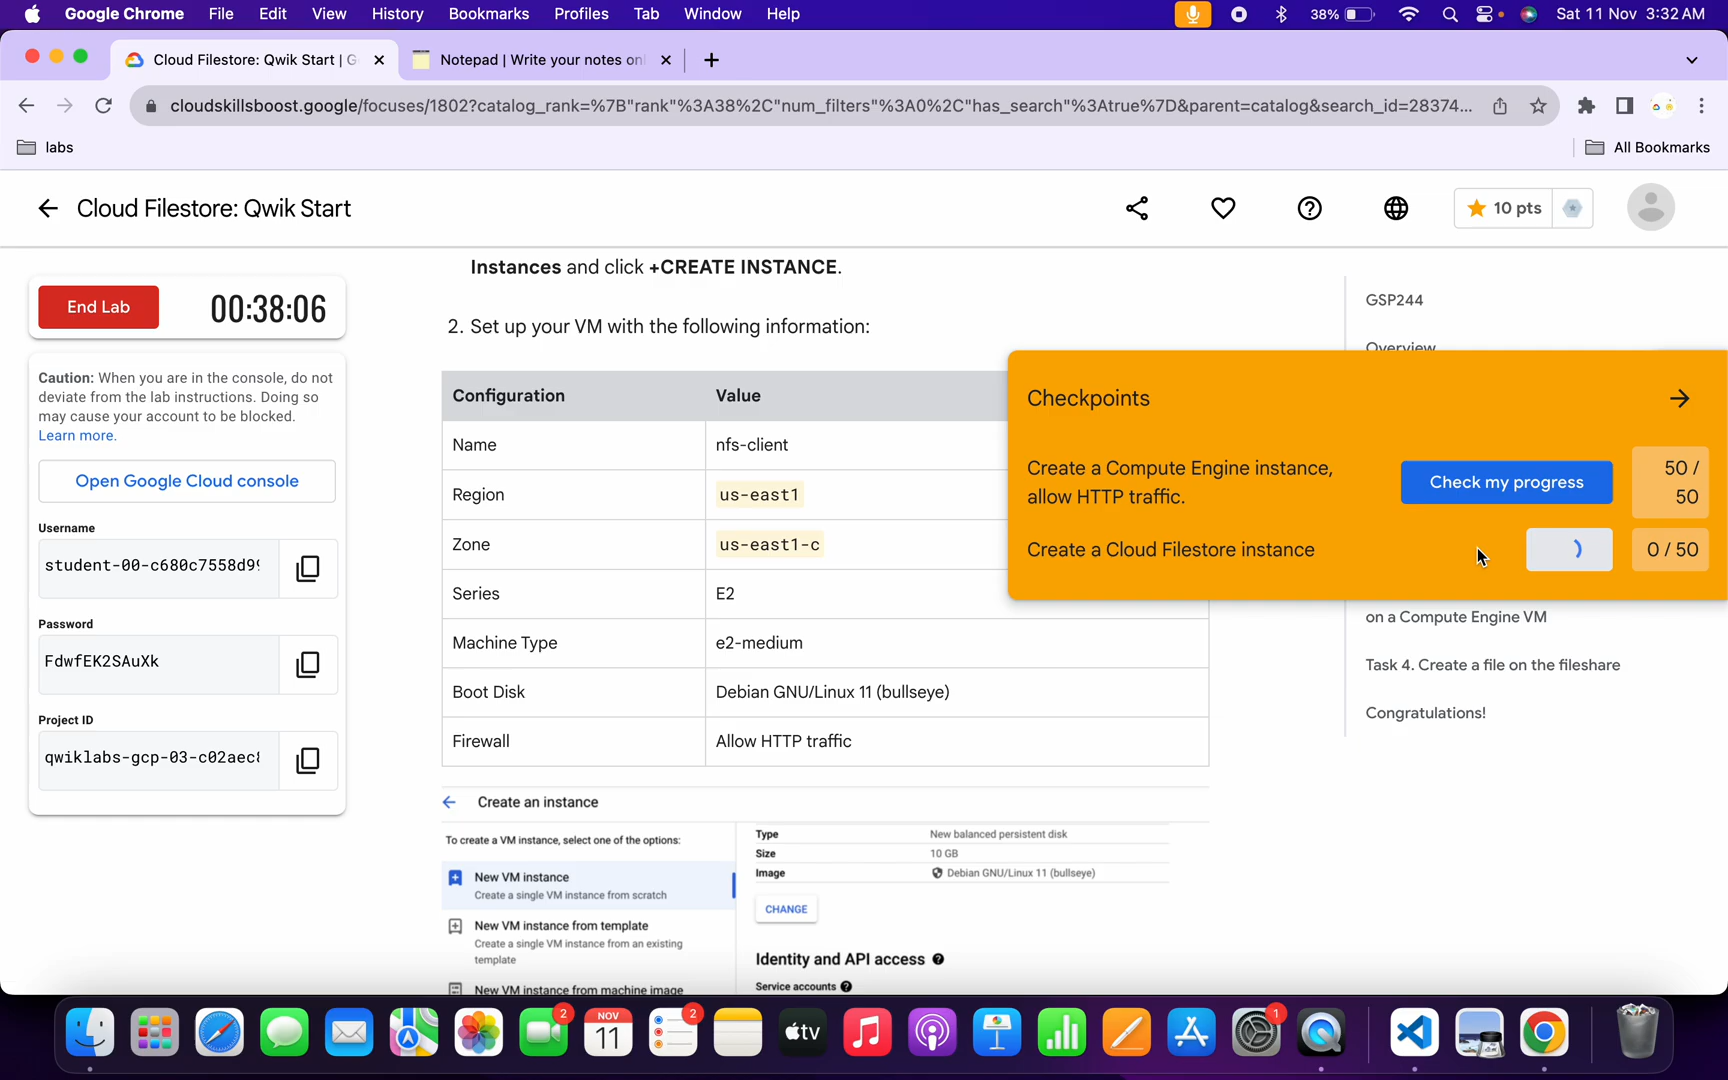 Google Chrome File Edit View History Bookmarks Profiles Tab Window Help 38% Sat 11 Nov 3:32 AM
Cloud Filestore: Qwik Start | G
Notepad | Write your notes onl
cloudskillsboost.google/focuses/1802?catalog_rank=%7B"rank"%3A38%2C"num_filters"%3A0%2C"has_search"%3Atrue%7D&parent=catalog&search_id=28374...
labs
All Bookmarks
Cloud Filestore: Qwik Start
10 pts
End Lab
00:38:06
Caution: When you are in the console, do not
deviate from the lab instructions. Doing so
may cause your account to be blocked.
Learn more.
Open Google Cloud console
Username
student-00-c680c7558d9
Password
FdwfEK2SAuXk
Project ID
qwiklabs-gcp-03-c02aec
Instances and click +CREATE INSTANCE.
2. Set up your VM with the following information:
Configuration Value
Name nfs-client
Region us-east1
Zone us-east1-c
Series E2
Machine Type e2-medium
Boot Disk Debian GNU/Linux 11 (bullseye)
Firewall Allow HTTP traffic
Create an instance
To create a VM instance, select one of the options:
New VM instance
Create a single VM instance from scratch
New VM instance from template
Create a single VM instance from an existing
template
New VM instance from machine image
Type New balanced persistent disk
Size 10 GB
Image Debian GNU/Linux 11 (bullseye)
CHANGE
Identity and API access
Service accounts
GSP244
Overview
Checkpoints
Create a Compute Engine instance,
allow HTTP traffic.
Check my progress
50 /
50
Create a Cloud Filestore instance
0 / 50
on a Compute Engine VM
Task 4. Create a file on the fileshare
Congratulations!
2
NOV
11
2
tv
1